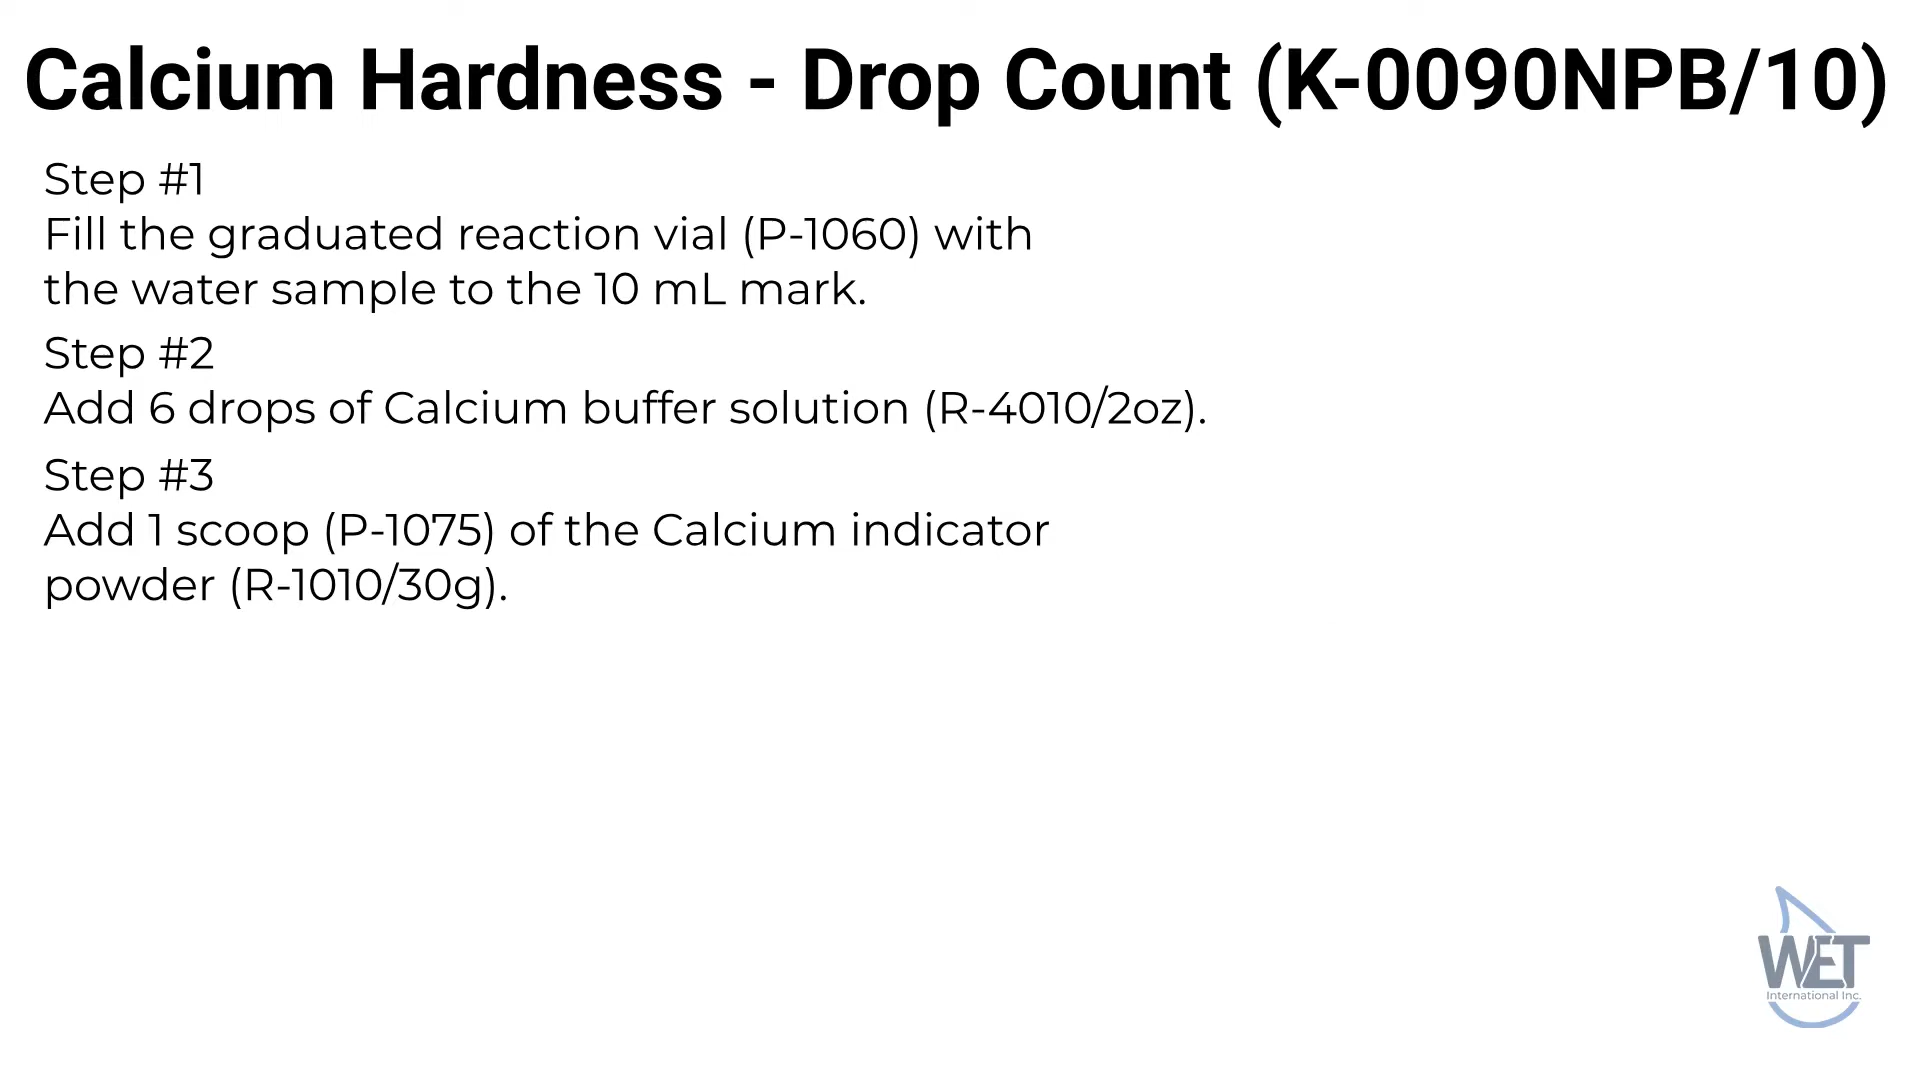 Calcium Hardness - Drop Count (K-0090NPB/10)
Step #1
Fill the graduated reaction vial (P-1060) with
the water sample to the 10 mL mark.
Step #2
Add 6 drops of Calcium buffer solution (R-4010/2oz).
Step #3
Add 1 scoop (P-1075) of the Calcium indicator
powder (R-1010/30g).
WET
International Inc.